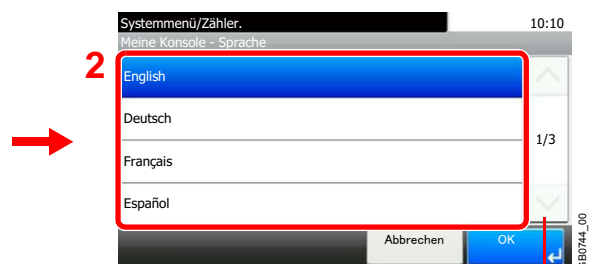 Systemmenü/Zähler. 10:10
Meine Konsole - Sprache
2
English
Deutsch
1/3
Français
Español
Abbrechen OK
GB0744_00